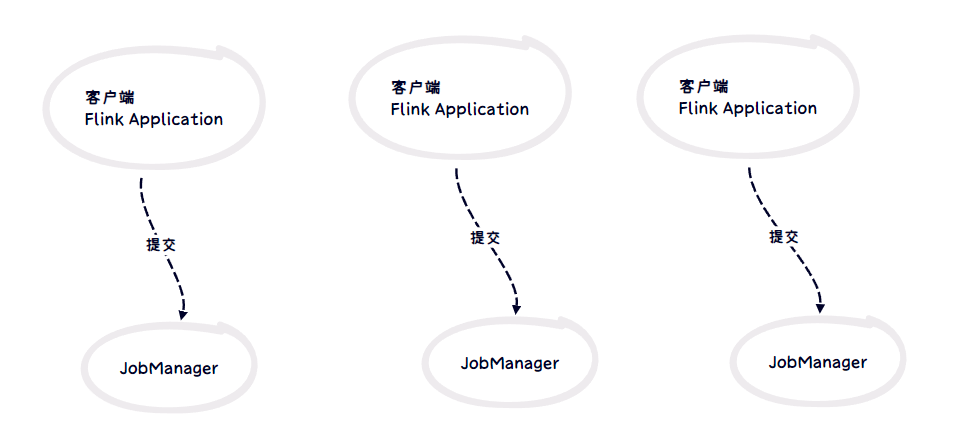 客户端
Flink Application
客户端
Flink Application
客户端
Flink Application
提交
提交
提交
JobManager
JobManager
JobManager